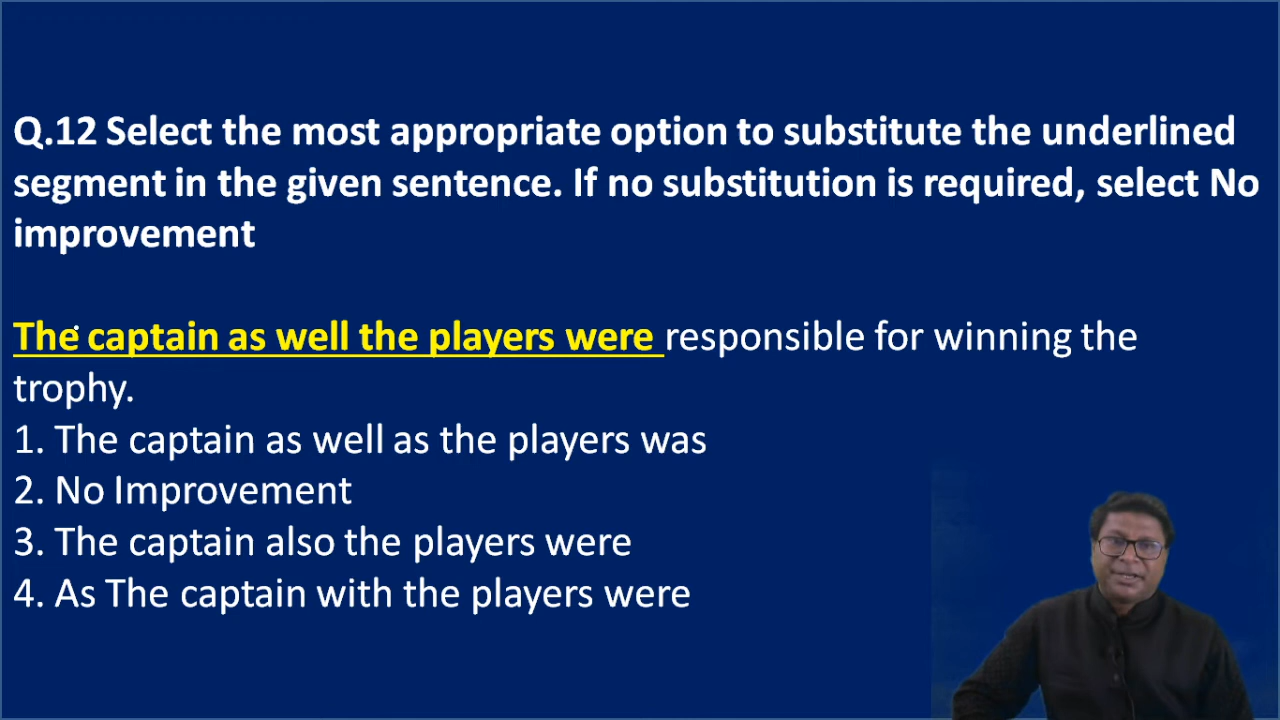 Q.12 Select the most appropriate option to substitute the underlined
segment in the given sentence. If no substitution is required, select No
improvement
The captain as well the players were responsible for winning the
trophy.
1. The captain as well as the players was
2. No Improvement
3. The captain also the players were
4. As The captain with the players were